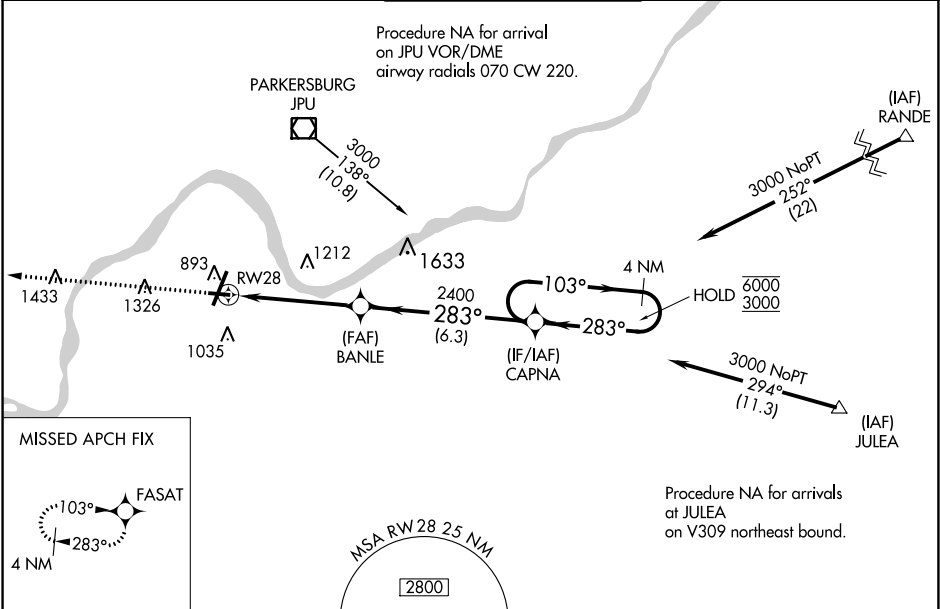 Procedure NA for arrival
on JPU VOR/DME
airway radials 070 CW 220.
PARKERSBURG
JPU
3000
138°
(10.8)
(IAF)
RANDE
3000 NoPT
252°
(22)
1212
1633
893
RW28
1433
1326
1035
(FAF)
BANLE
2400
283°
(6.3)
(IF/IAF)
CAPNA
103°
283°
4 NM
HOLD
6000
3000
3000 NoPT
294°
(11.3)
(IAF)
JULEA
Procedure NA for arrivals
at JULEA
on V309 northeast bound.
MISSED APCH FIX
FASAT
103°
283°
4 NM
MSA RW 28 25 NM
2800